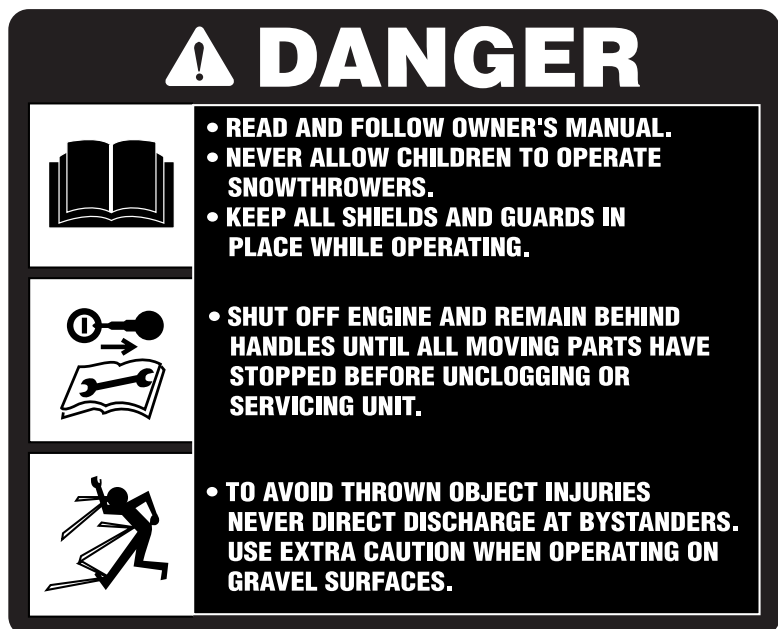 DANGER
• READ AND FOLLOW OWNER'S MANUAL.
• NEVER ALLOW CHILDREN TO OPERATE
SNOWTHROWERS.
• KEEP ALL SHIELDS AND GUARDS IN
PLACE WHILE OPERATING.
• SHUT OFF ENGINE AND REMAIN BEHIND
HANDLES UNTIL ALL MOVING PARTS HAVE
STOPPED BEFORE UNCLOGGING OR
SERVICING UNIT.
• TO AVOID THROWN OBJECT INJURIES
NEVER DIRECT DISCHARGE AT BYSTANDERS.
USE EXTRA CAUTION WHEN OPERATING ON
GRAVEL SURFACES.